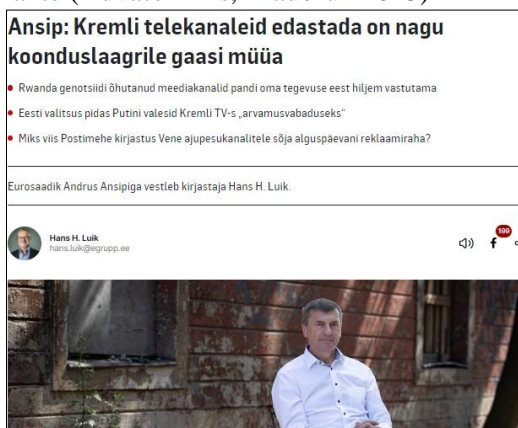 Ansip: Kremli telekanaleid edastada on nagu
koonduslaagrile gaasi müüa
Rwanda genotsiidi õhutanud meediakanalid pandi oma tegevuse eest hiljem vastutama
Eesti valitsus pidas Putini valesid Kremli TV-s „arvamusvabaduseks“
Miks viis Postimehe kirjastus Vene ajupesukanalitele sõja alguspäevani reklaamiraha?
Eurosaadik Andrus Ansipiga vestleb kirjastaja Hans H. Luik.
Hans H. Luik
hans.luik@egrupp.ee
199